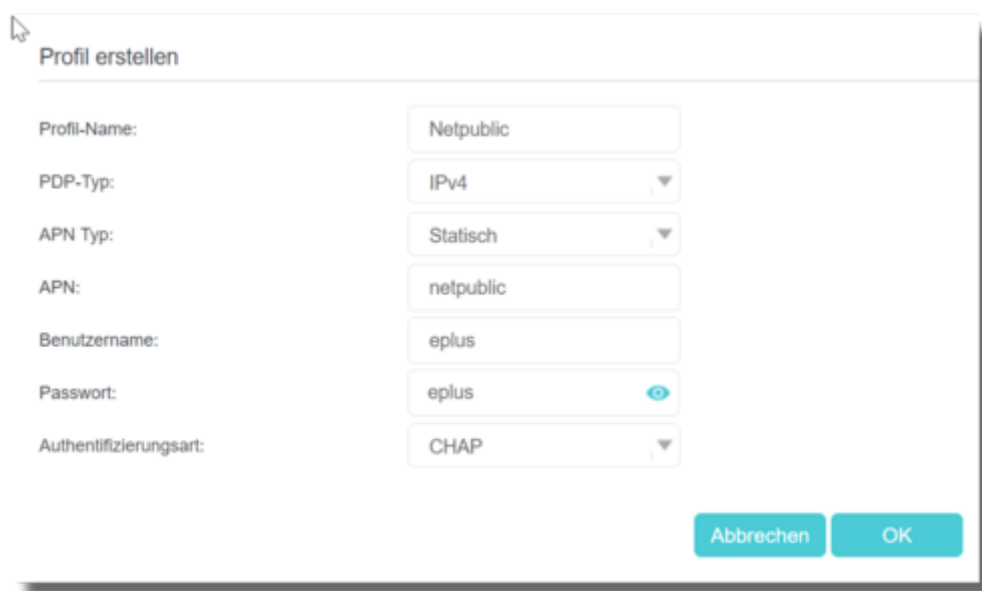 Profil erstellen
Profil-Name: Netpublic
PDP-Typ: IPv4
APN Typ: Statisch
APN: netpublic
Benutzername: eplus
Passwort: eplus
Authentifizierungsart: CHAP
Abbrechen OK